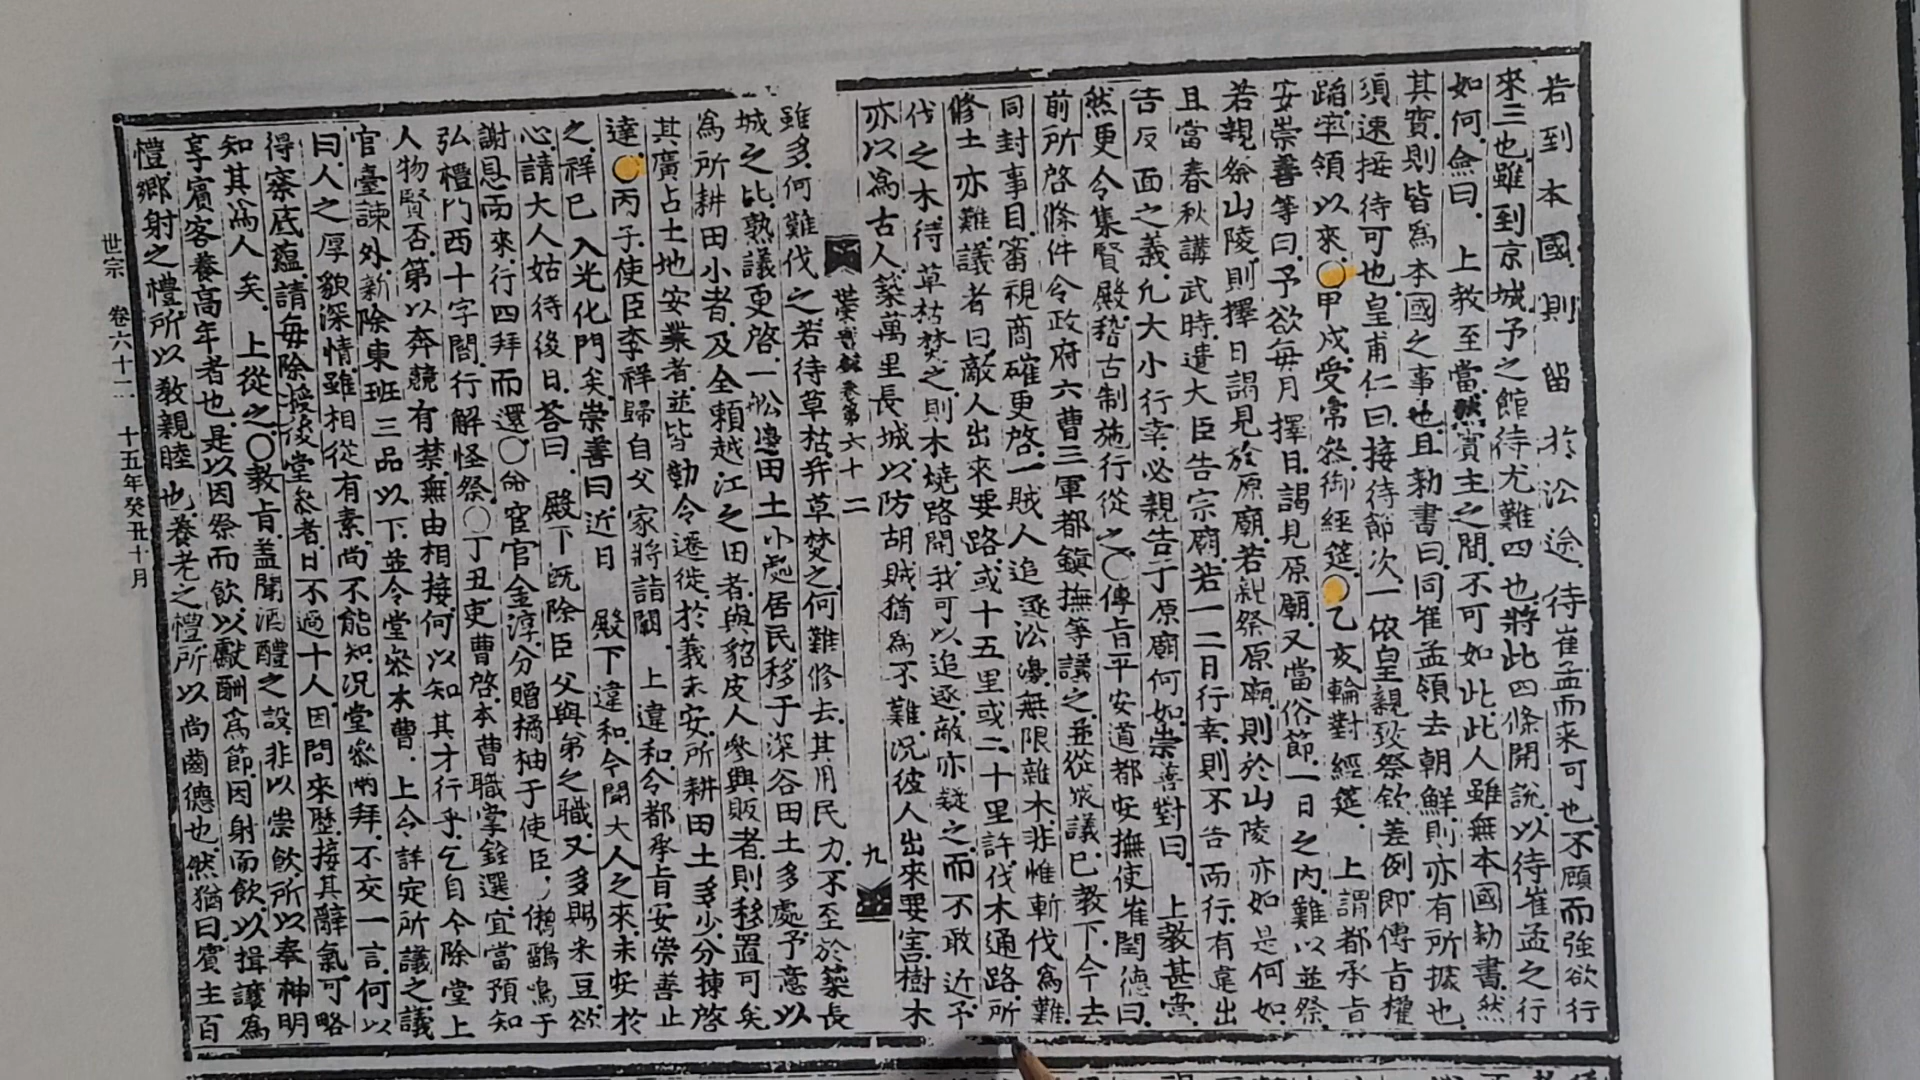 若到本國則留於㳂途待崔孟而来可也不顧而強欲行
來三也雖到京城予之館待尤難四也將此四條開說以待崔孟之行
如何僉曰上敎至當然賓主之間不可如此此人雖無本國勑書然
其實則皆爲本國之事也且勑書曰同崔孟領去朝鮮則亦有所據也
須速接待可也皇甫仁曰接待節次一依皇親致祭欽差例卽傳旨權
蹈率領以來○甲戌受常參御經筵○乙亥輪對經筵上謂都承旨
安崇善等曰予欲每月擇日謁見原廟又當俗節一日之內難以並祭
若親祭山陵則擇日謁見於原廟若親祭原廟則於山陵亦如是何如
且當春秋講武時遣大臣告宗廟若一二月行幸則不告而行有違出
告反面之義凡大小行幸必親告于原廟何如崇善對曰上敎甚當
然更令集賢殿稽古制施行從之○傳旨平安道都安撫使崔閏德曰
前所啓條件令政府六曹三軍都鎭撫等議之並從衆議已敎下今去
同封事目審視商確更啓一賊人追逐㳂邊無限雜木非惟斬伐爲難
修土亦難議者曰敵人出來要路或十五里或二十里許伐木通路所
伐之木待草枯焚之則木燒路開我可以追逐敵亦疑之而不敢近予
亦以爲古人築萬里長城以防胡賊猶爲不難況彼人出來要害樹木
世宗實錄卷第六十二 九
雖多何難伐之若待草枯幷草焚之何難修去其用民力不至於築長
城之比熟議更啓一㳂邊田土小處居民移于深谷田土多處予意以
爲所耕田小者及全賴越江之田者與貂皮人參興販者則移置可矣
其廣占土地安業者並皆勒令遷徙於義未安所耕田土多少分揀啓
達○丙子使臣李祥歸自父家將詣闕上違和令都承旨安崇善止
之祥已入光化門矣崇善曰近日殿下違和今聞大人之來未安於
心請大人姑待後日答曰殿下旣除臣父與弟之職又多賜米豆欲
謝恩而來行四拜而還○命宦官金淳分贈橘柚于使臣○鵂鶹鳴于
弘禮門西十字閣行解怪祭○丁丑吏曹啓本曹職掌銓選宜當預知
人物賢否第以奔競有禁無由相接何以知其才行乎乞自今除堂上
官臺諫外新除東班三品以下並令堂參本曹上令詳定所議之議
曰人之厚貌深情雖相從有素尙不能知況堂參兩拜不交一言何以
得審底蘊請每除授後堂參者日不過十人因問來歷接其辭氣可略
知其爲人矣上從之○敎旨蓋聞酒醴之設非以崇飮所以奉神明
享賓客養高年者也是以因祭而飮以獻酬爲節因射而飮以揖讓爲
禮鄕射之禮所以敎親睦也養老之禮所以尙齒德也然猶曰賓主百
世宗 卷六十二 十五年癸丑十月